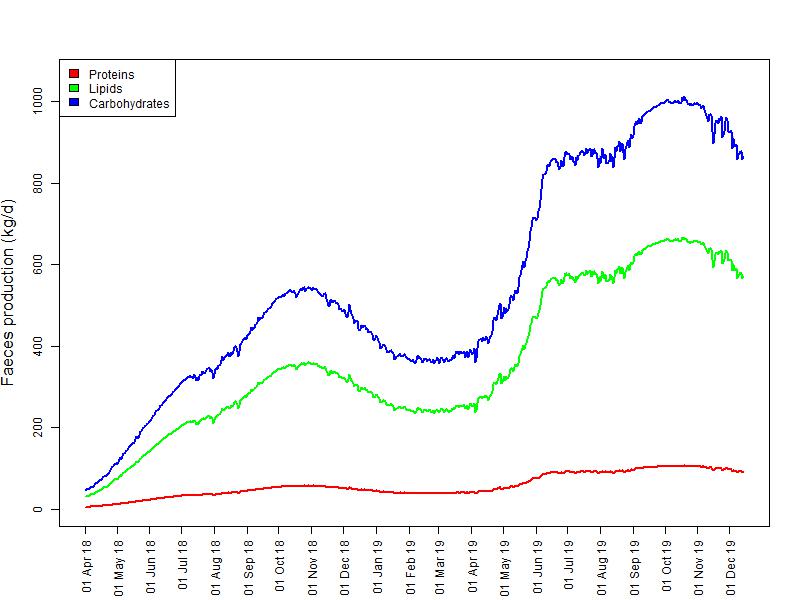 Proteins
Lipids
Carbohydrates
Faeces production (kg/d)
1000
800
600
400
200
0
01 Apr 18
01 May 18
01 Jun 18
01 Jul 18
01 Aug 18
01 Sep 18
01 Oct 18
01 Nov 18
01 Dec 18
01 Jan 19
01 Feb 19
01 Mar 19
01 Apr 19
01 May 19
01 Jun 19
01 Jul 19
01 Aug 19
01 Sep 19
01 Oct 19
01 Nov 19
01 Dec 19